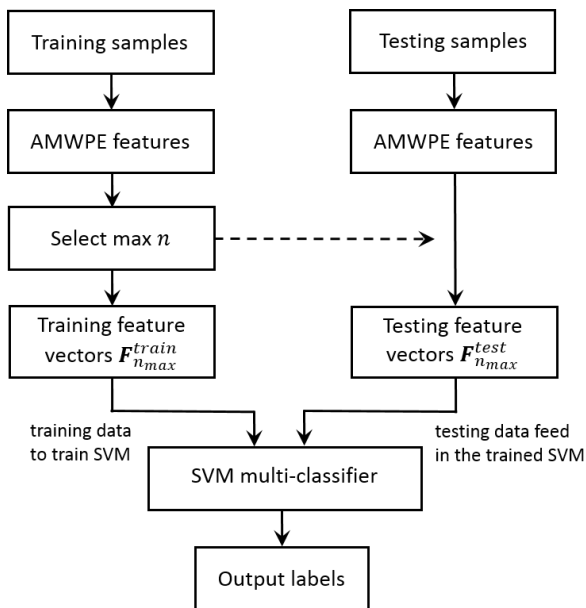 Training samples
Testing samples
AMWPE features
AMWPE features
Select max n
Training feature
vectors F^{train}_{n_{max}}
Testing feature
vectors F^{test}_{n_{max}}
training data
to train SVM
testing data feed
in the trained SVM
SVM multi-classifier
Output labels